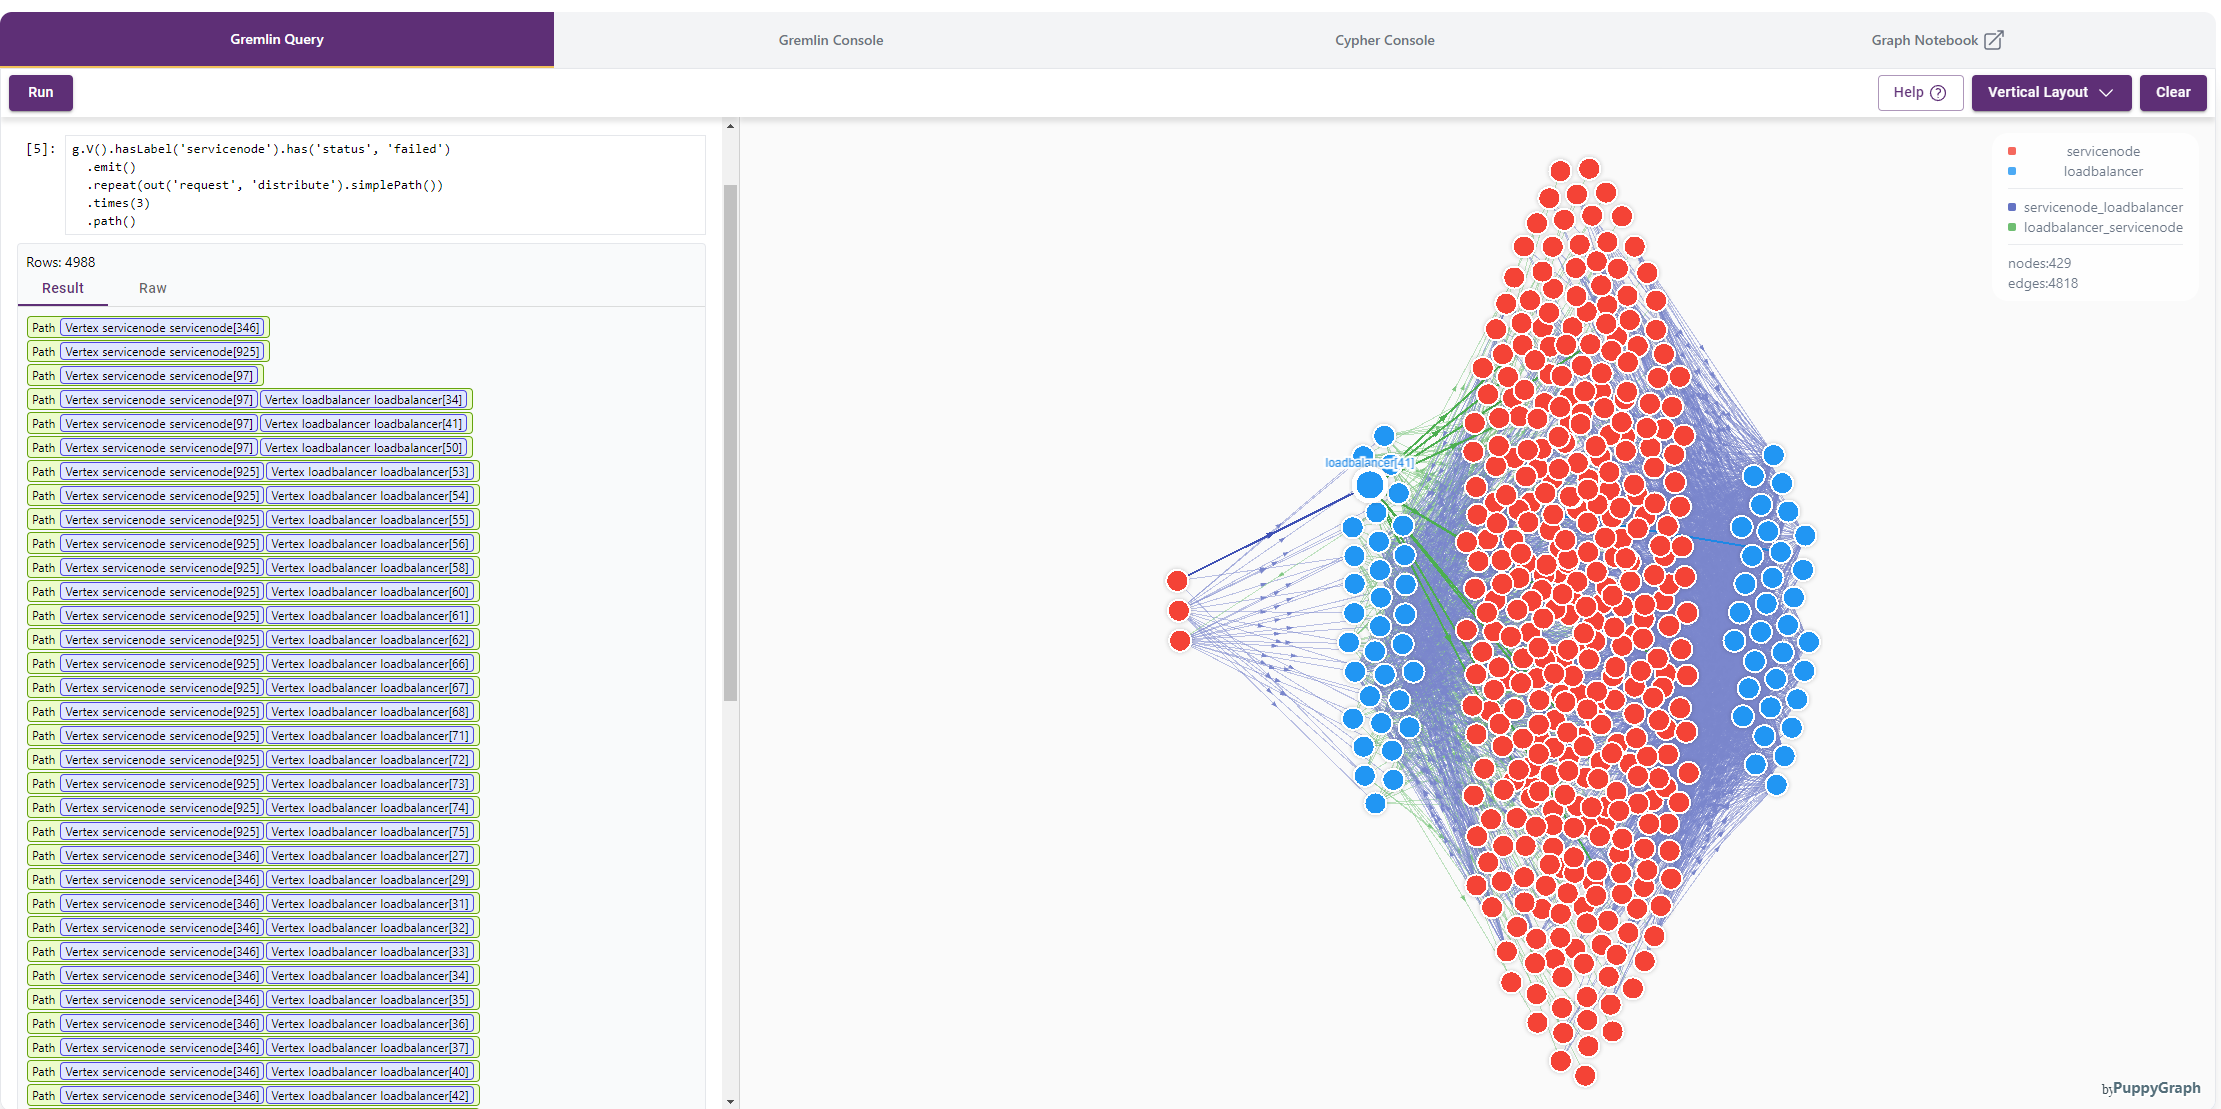 Gremlin Query
Gremlin Console
Cypher Console
Graph Notebook
Run
Help
Vertical Layout
Clear
[5]:
g.V().hasLabel('servicenode').has('status', 'failed')
.emit()
.repeat(out('request', 'distribute').simplePath())
.times(3)
.path()
Rows: 4988
Result Raw
Path Vertex servicenode servicenode[346]
Path Vertex servicenode servicenode[925]
Path Vertex servicenode servicenode[97]
Path Vertex servicenode servicenode[97] Vertex loadbalancer loadbalancer[34]
Path Vertex servicenode servicenode[97] Vertex loadbalancer loadbalancer[41]
Path Vertex servicenode servicenode[97] Vertex loadbalancer loadbalancer[50]
Path Vertex servicenode servicenode[925] Vertex loadbalancer loadbalancer[53]
Path Vertex servicenode servicenode[925] Vertex loadbalancer loadbalancer[54]
Path Vertex servicenode servicenode[925] Vertex loadbalancer loadbalancer[55]
Path Vertex servicenode servicenode[925] Vertex loadbalancer loadbalancer[56]
Path Vertex servicenode servicenode[925] Vertex loadbalancer loadbalancer[58]
Path Vertex servicenode servicenode[925] Vertex loadbalancer loadbalancer[60]
Path Vertex servicenode servicenode[925] Vertex loadbalancer loadbalancer[61]
Path Vertex servicenode servicenode[925] Vertex loadbalancer loadbalancer[62]
Path Vertex servicenode servicenode[925] Vertex loadbalancer loadbalancer[66]
Path Vertex servicenode servicenode[925] Vertex loadbalancer loadbalancer[67]
Path Vertex servicenode servicenode[925] Vertex loadbalancer loadbalancer[68]
Path Vertex servicenode servicenode[925] Vertex loadbalancer loadbalancer[71]
Path Vertex servicenode servicenode[925] Vertex loadbalancer loadbalancer[72]
Path Vertex servicenode servicenode[925] Vertex loadbalancer loadbalancer[73]
Path Vertex servicenode servicenode[925] Vertex loadbalancer loadbalancer[74]
Path Vertex servicenode servicenode[925] Vertex loadbalancer loadbalancer[75]
Path Vertex servicenode servicenode[346] Vertex loadbalancer loadbalancer[27]
Path Vertex servicenode servicenode[346] Vertex loadbalancer loadbalancer[29]
Path Vertex servicenode servicenode[346] Vertex loadbalancer loadbalancer[31]
Path Vertex servicenode servicenode[346] Vertex loadbalancer loadbalancer[32]
Path Vertex servicenode servicenode[346] Vertex loadbalancer loadbalancer[33]
Path Vertex servicenode servicenode[346] Vertex loadbalancer loadbalancer[34]
Path Vertex servicenode servicenode[346] Vertex loadbalancer loadbalancer[35]
Path Vertex servicenode servicenode[346] Vertex loadbalancer loadbalancer[36]
Path Vertex servicenode servicenode[346] Vertex loadbalancer loadbalancer[37]
Path Vertex servicenode servicenode[346] Vertex loadbalancer loadbalancer[40]
Path Vertex servicenode servicenode[346] Vertex loadbalancer loadbalancer[42]
loadbalancer[41]
servicenode
loadbalancer
servicenode_loadbalancer
loadbalancer_servicenode
nodes:429
edges:4818
byPuppyGraph